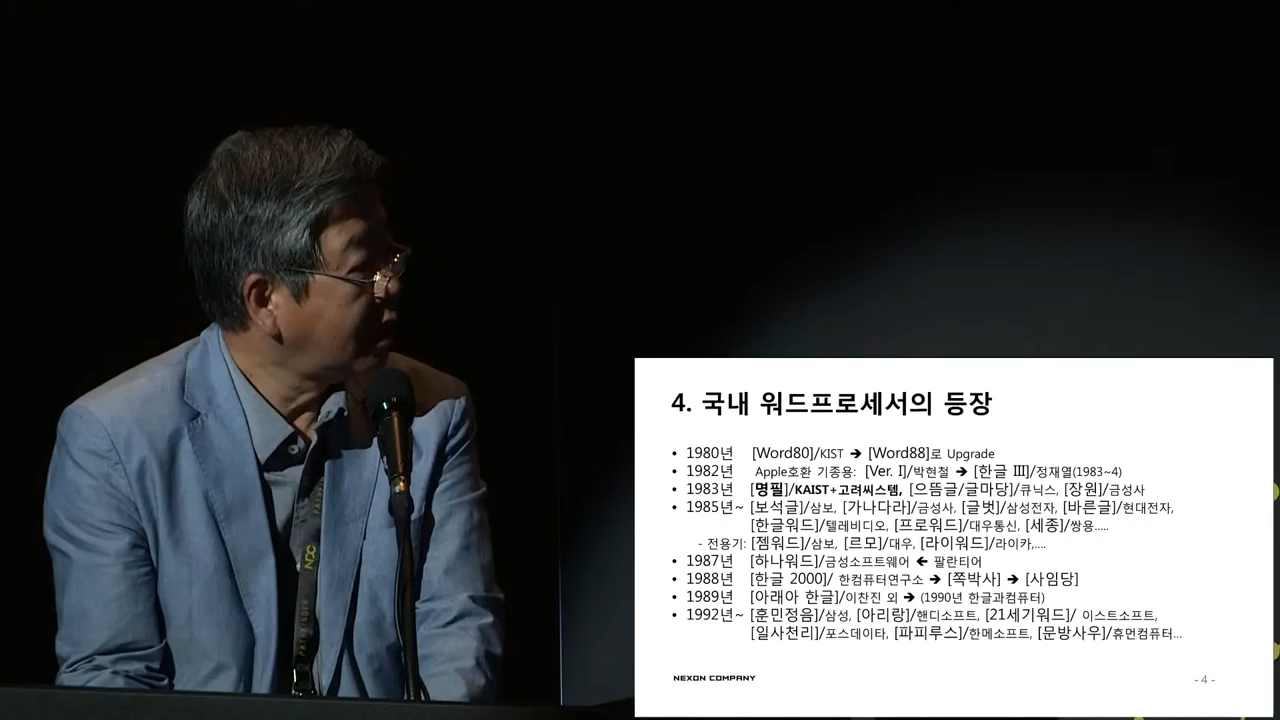 4. 국내 워드프로세서의 등장
• 1980년 [Word80]/KIST ➔ [Word88]로 Upgrade
• 1982년 Apple호환 기종용: [Ver. I]/박현철 ➔ [한글 III]/정재열(1983~4)
• 1983년 [명필]/KAIST+고려씨스템, [으뜸글/글마당]/큐닉스, [장원]/금성사
• 1985년~ [보석글]/삼보, [가나다라]/금성사, [글벗]/삼성전자, [바른글]/현대전자,
[한글워드]/텔레비디오, [프로워드]/대우통신, [세종]/쌍용.....
- 전용기: [젬워드]/삼보, [르모]/대우, [라이워드]/라이카,....
• 1987년 [하나워드]/금성소프트웨어 🡸 팔란티어
• 1988년 [한글 2000]/ 한컴퓨터연구소 ➔ [쪽박사] ➔ [사임당]
• 1989년 [아래아 한글]/이찬진 외 ➔ (1990년 한글과컴퓨터)
• 1992년~ [훈민정음]/삼성, [아리랑]/핸디소프트, [21세기워드]/ 이스트소프트,
[일사천리]/포스데이타, [파피루스]/한메소프트, [문방사우]/휴먼컴퓨터...
NEXON COMPANY
- 4 -
NDC